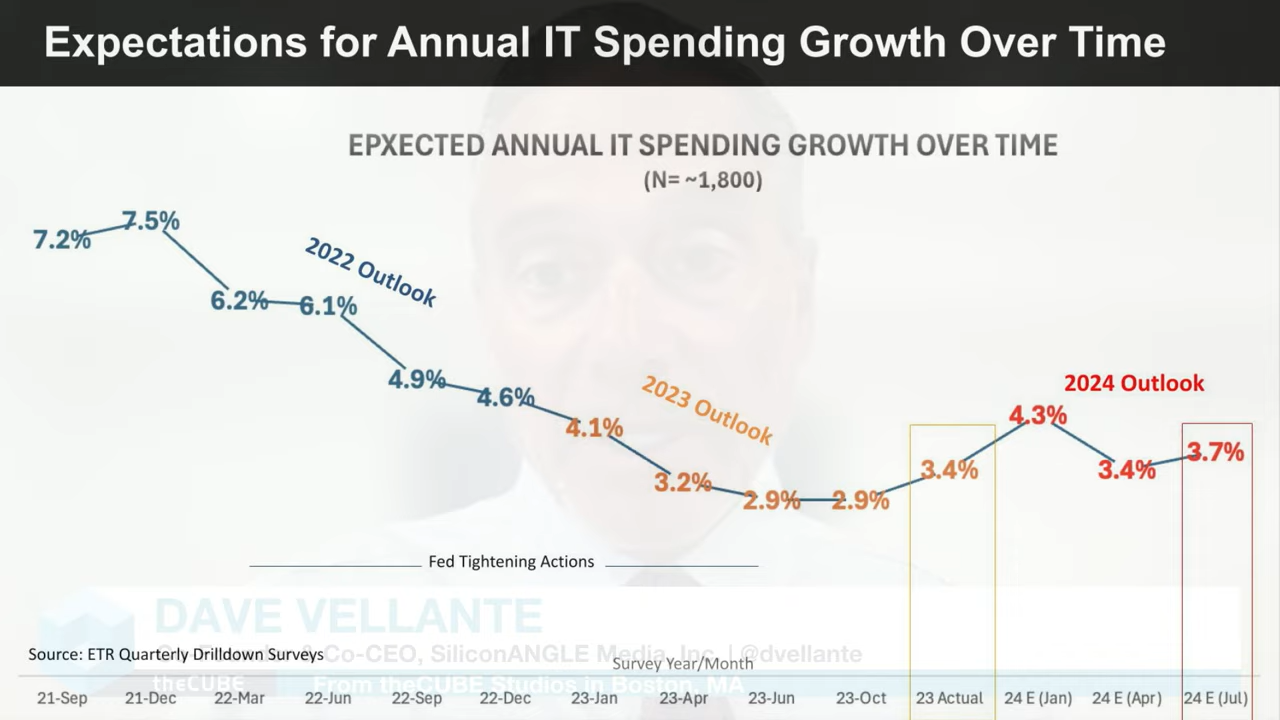 Expectations for Annual IT Spending Growth Over Time
EPXECTED ANNUAL IT SPENDING GROWTH OVER TIME
(N= ~1,800)
7.2%
7.5%
6.2%
6.1%
2022 Outlook
4.9%
4.6%
4.1%
2023 Outlook
3.2%
2.9%
2.9%
3.4%
4.3%
2024 Outlook
3.4%
3.7%
Fed Tightening Actions
DAVE VELLANTE
Co-CEO, SiliconANGLE Media, Inc. | @dvellante
Source: ETR Quarterly Drilldown Surveys
Survey Year/Month
theCUBE From theCUBE Studios in Boston, MA
21-Sep 21-Dec 22-Mar 22-Jun 22-Sep 22-Dec 23-Jan 23-Apr 23-Jun 23-Oct 23 Actual 24 E (Jan) 24 E (Apr) 24 E (Jul)